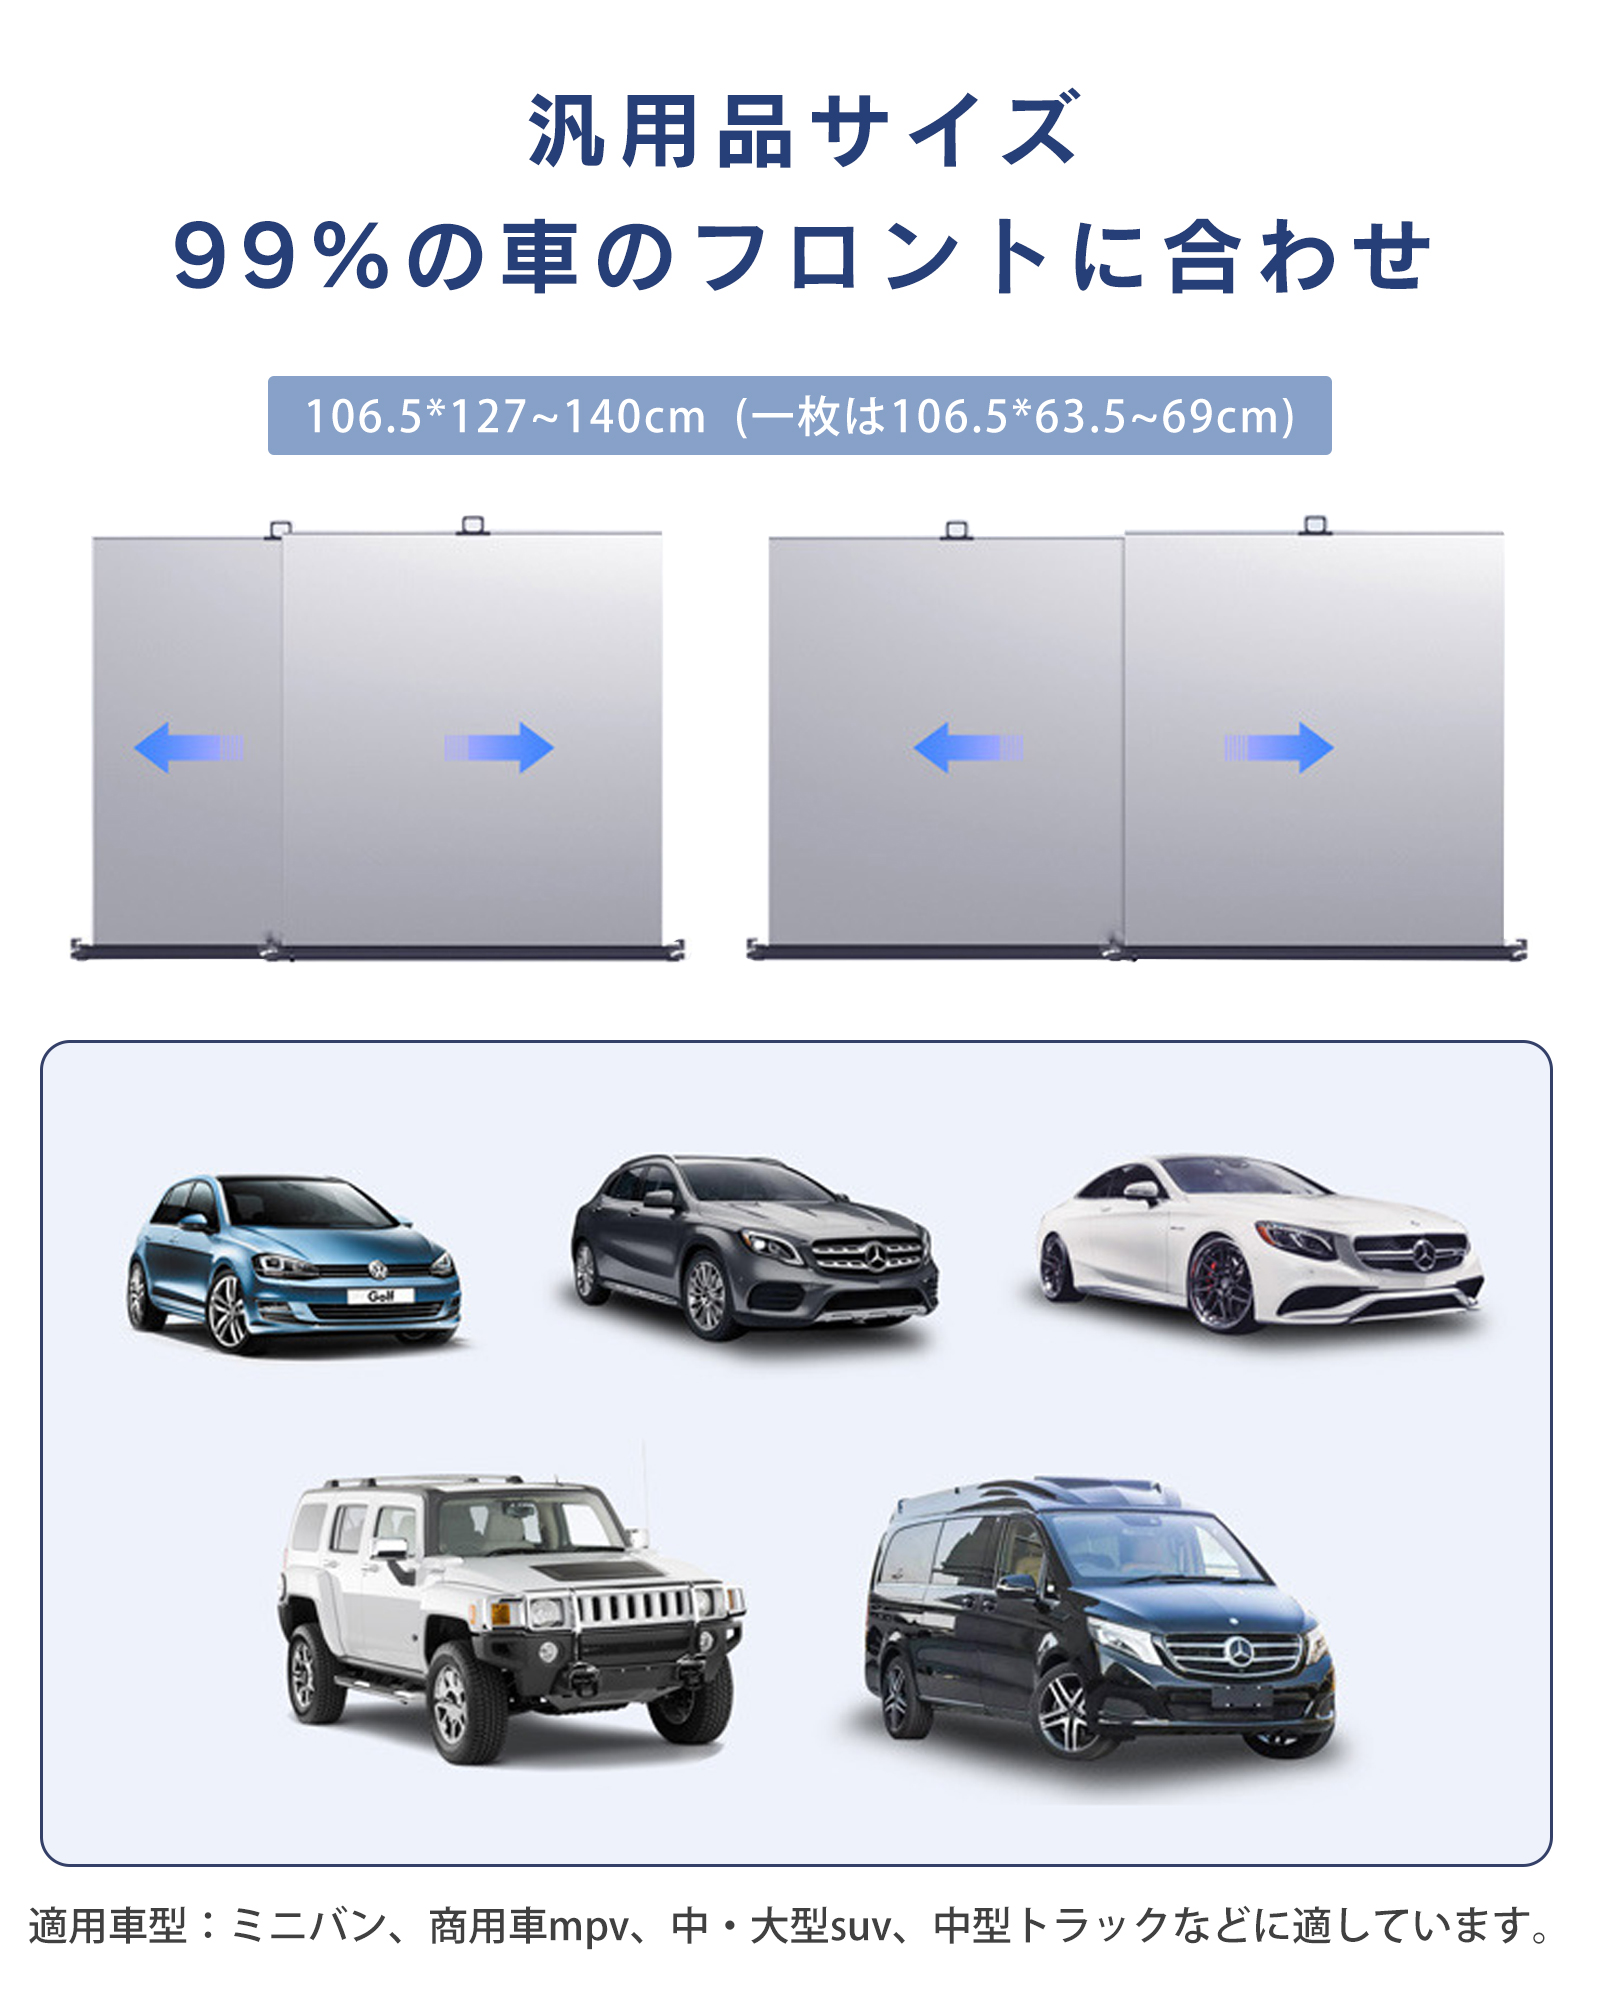 汎用品サイズ
99%の車のフロントに合わせ
106.5*127~140cm (一枚は106.5*63.5~69cm)
Golf
適用車型：ミニバン、商用車mpv、中・大型suv、中型トラックなどに適しています。